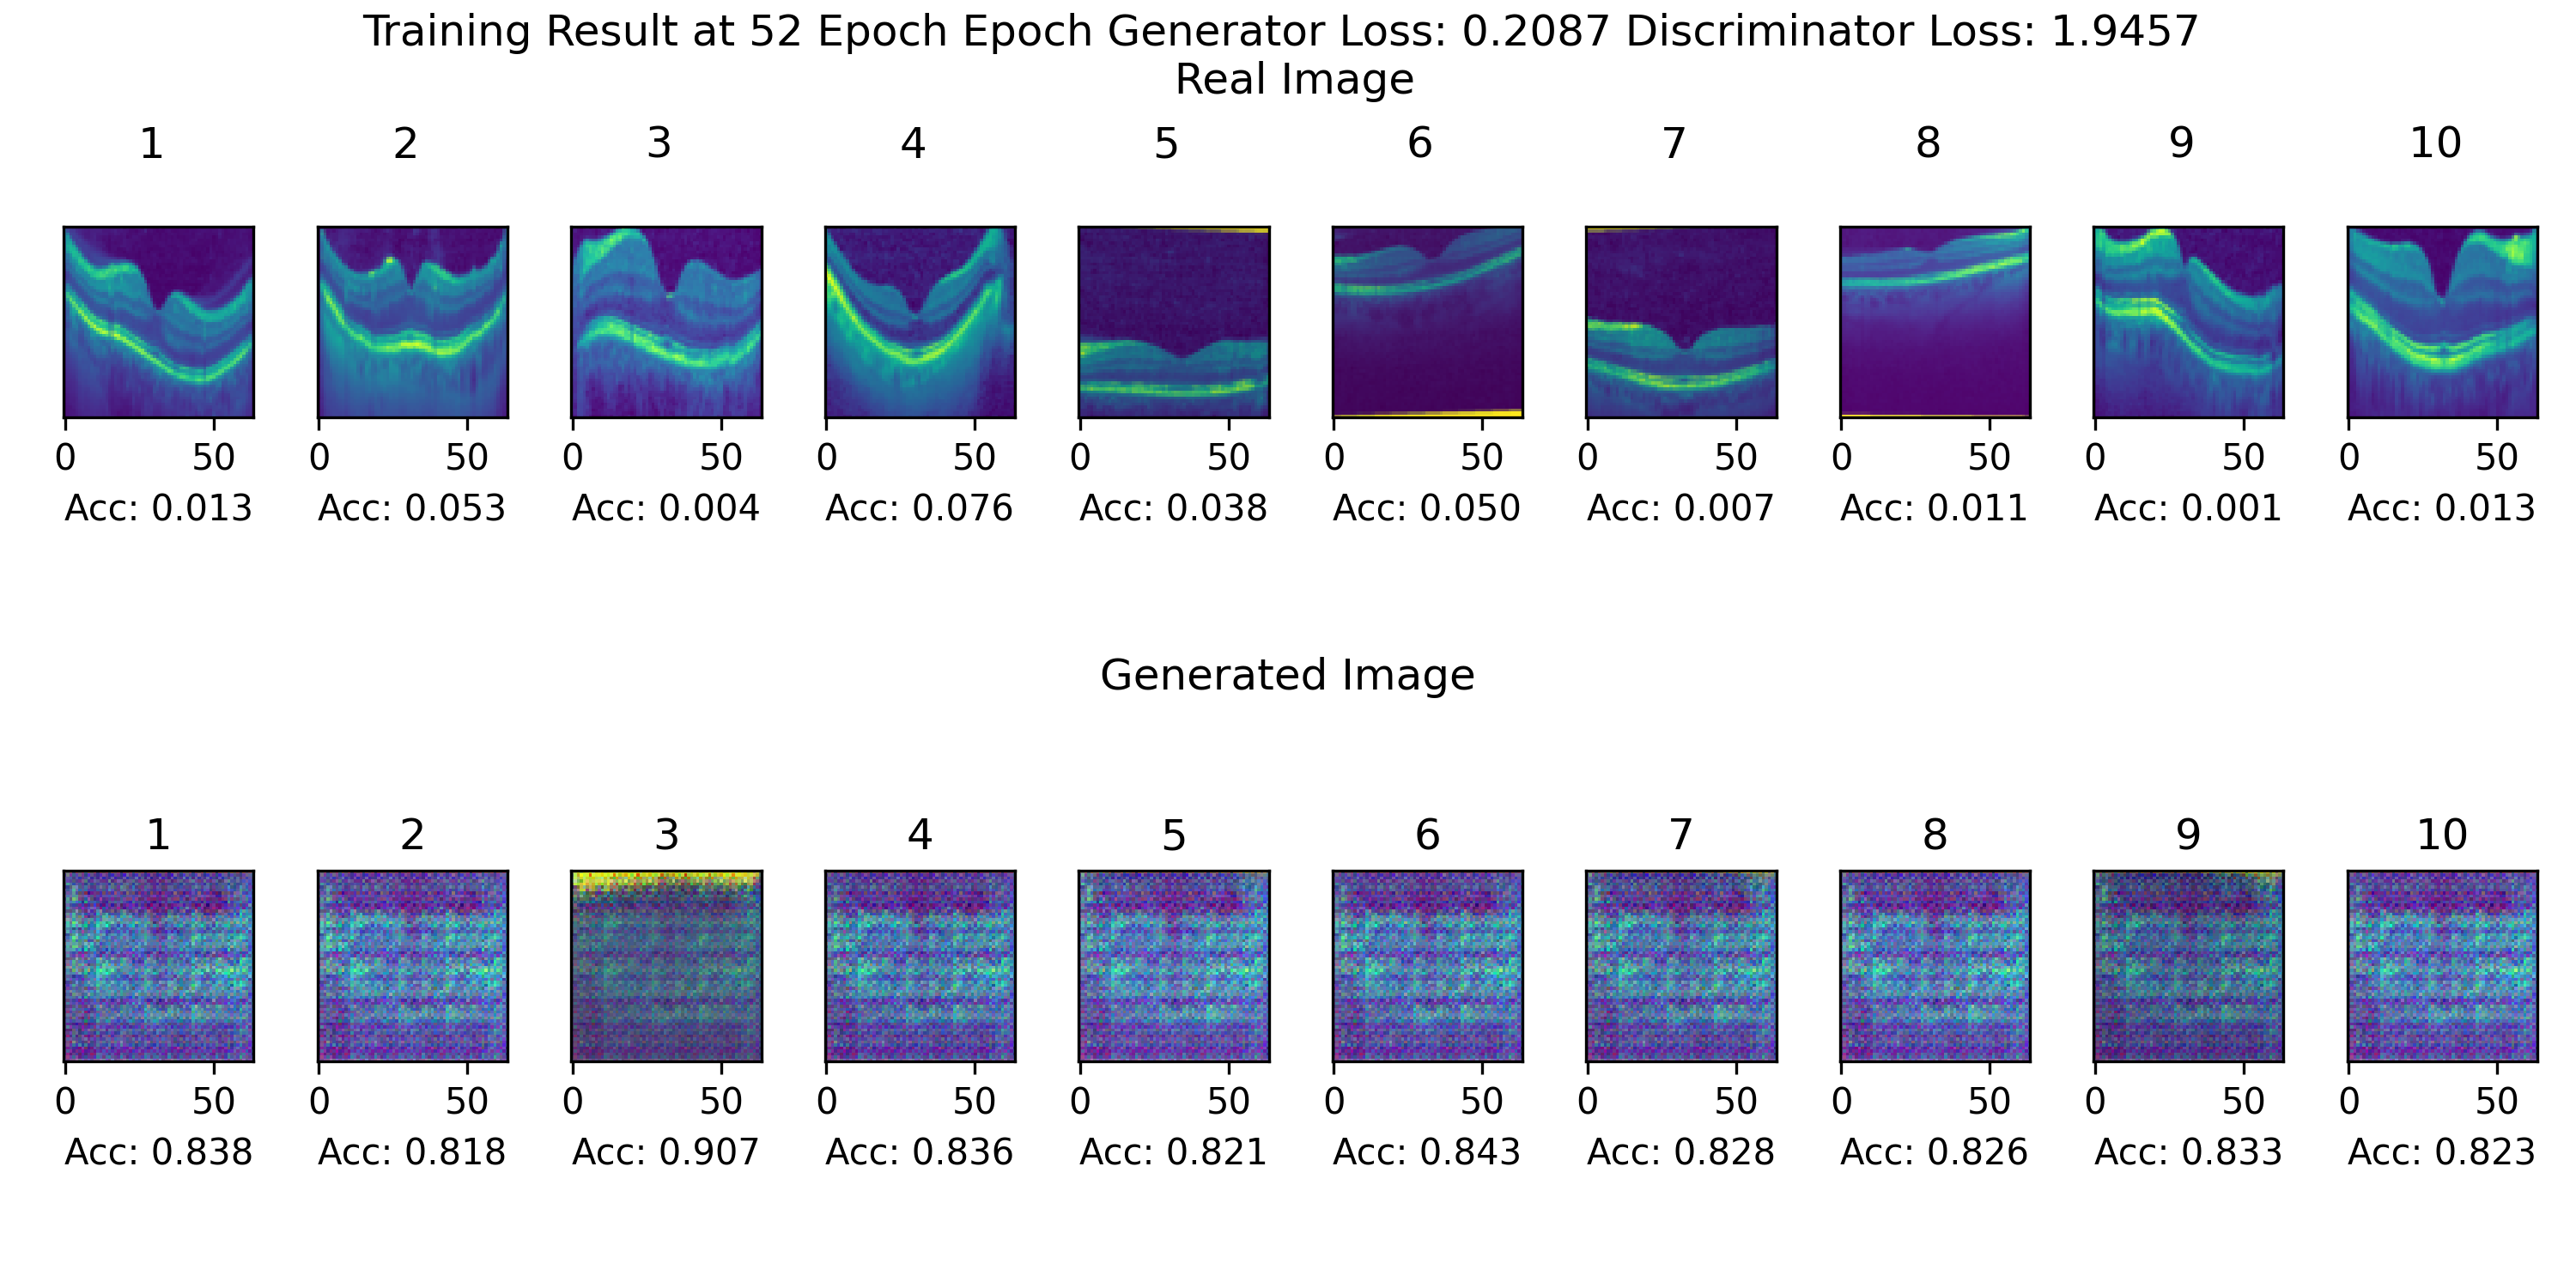 Training Result at 52 Epoch Epoch Generator Loss: 0.2087 Discriminator Loss: 1.9457
Real Image
1 2 3 4 5 6 7 8 9 10
0 50 0 50 0 50 0 50 0 50 0 50 0 50 0 50 0 50 0 50
Acc: 0.013 Acc: 0.053 Acc: 0.004 Acc: 0.076 Acc: 0.038 Acc: 0.050 Acc: 0.007 Acc: 0.011 Acc: 0.001 Acc: 0.013
Generated Image
1 2 3 4 5 6 7 8 9 10
0 50 0 50 0 50 0 50 0 50 0 50 0 50 0 50 0 50 0 50
Acc: 0.838 Acc: 0.818 Acc: 0.907 Acc: 0.836 Acc: 0.821 Acc: 0.843 Acc: 0.828 Acc: 0.826 Acc: 0.833 Acc: 0.823